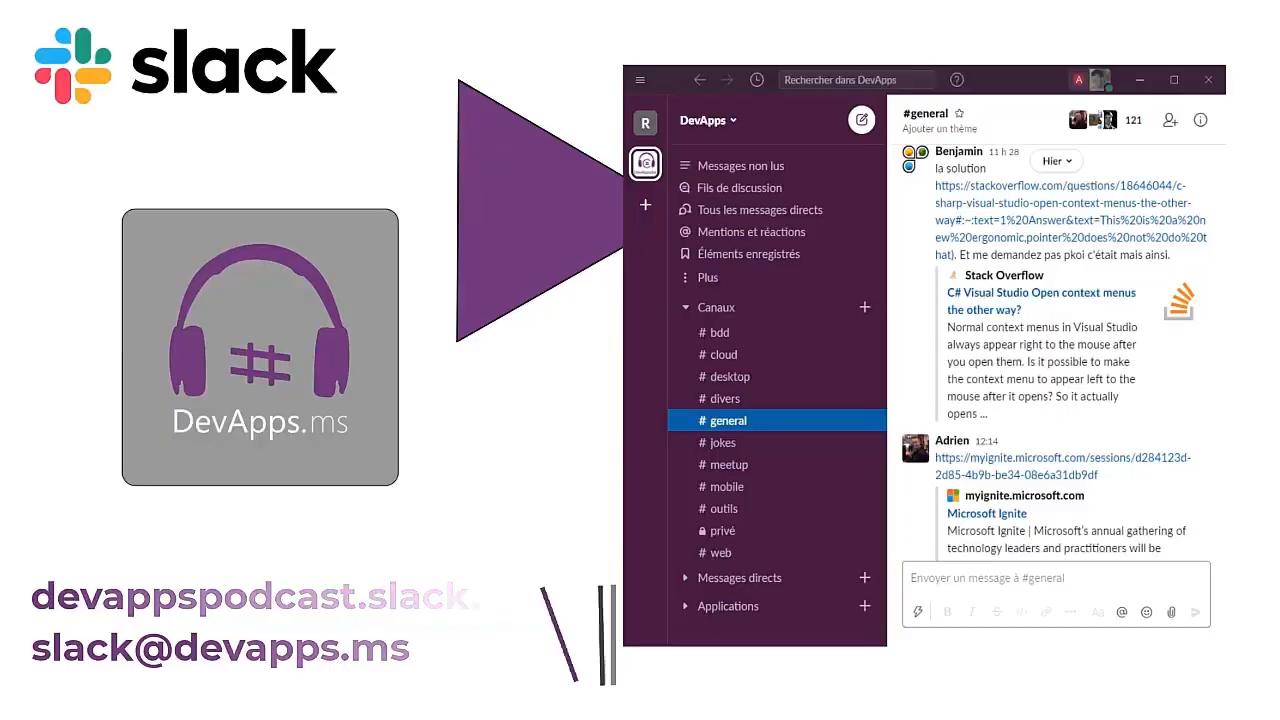 slack
DevApps.ms
devappspodcast.slack.
slack@devapps.ms
Rechercher dans DevApps
A
R
DevApps
Messages non lus
Fils de discussion
Tous les messages directs
Mentions et réactions
Éléments enregistrés
Plus
Canaux
# bdd
# cloud
# desktop
# divers
# general
# jokes
# meetup
# mobile
# outils
privé
# web
Messages directs
Applications
#general
Ajouter un thème
121
Benjamin 11 h 28
Hier
la solution
https://stackoverflow.com/questions/18646044/c-
sharp-visual-studio-open-context-menus-the-other-
way#:~:text=1%20Answer&text=This%20is%20a%20n
ew%20ergonomic,pointer%20does%20not%20do%20t
hat). Et me demandez pas pkoi c'était mais ainsi.
Stack Overflow
C# Visual Studio Open context menus
the other way?
Normal context menus in Visual Studio
always appear right to the mouse after
you open them. Is it possible to make
the context menu to appear left to the
mouse after it opens? So it actually
opens ...
Adrien 12:14
https://myignite.microsoft.com/sessions/d284123d-
2d85-4b9b-be34-08e6a31db9df
myignite.microsoft.com
Microsoft Ignite
Microsoft Ignite | Microsoft's annual gathering of
technology leaders and practitioners will be
Envoyer un message à #general
B I S Aa @